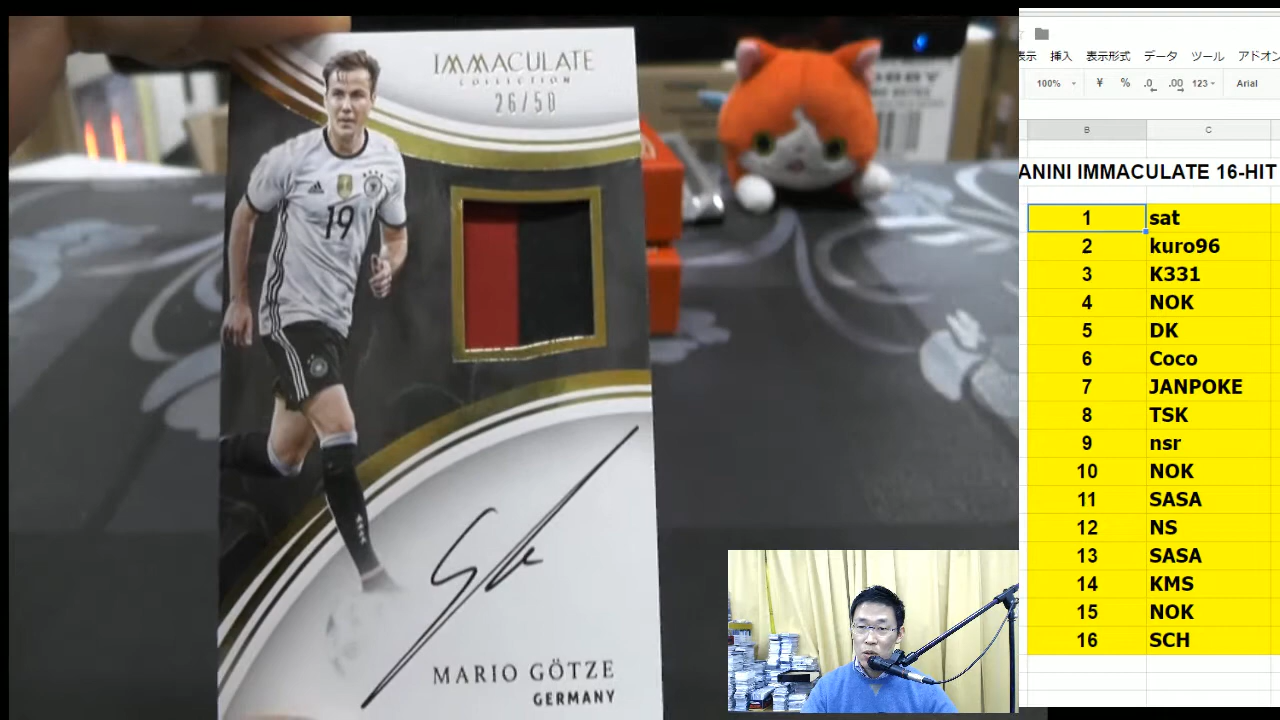 IMMACULATE
COLLECTION
26/50
19
MARIO GÖTZE
GERMANY
表示 挿入 表示形式 データ ツール アドオン
100% ¥ % .0 .00 123 Arial
B C
ANINI IMMACULATE 16-HIT
1 sat
2 kuro96
3 K331
4 NOK
5 DK
6 Coco
7 JANPOKE
8 TSK
9 nsr
10 NOK
11 SASA
12 NS
13 SASA
14 KMS
15 NOK
16 SCH